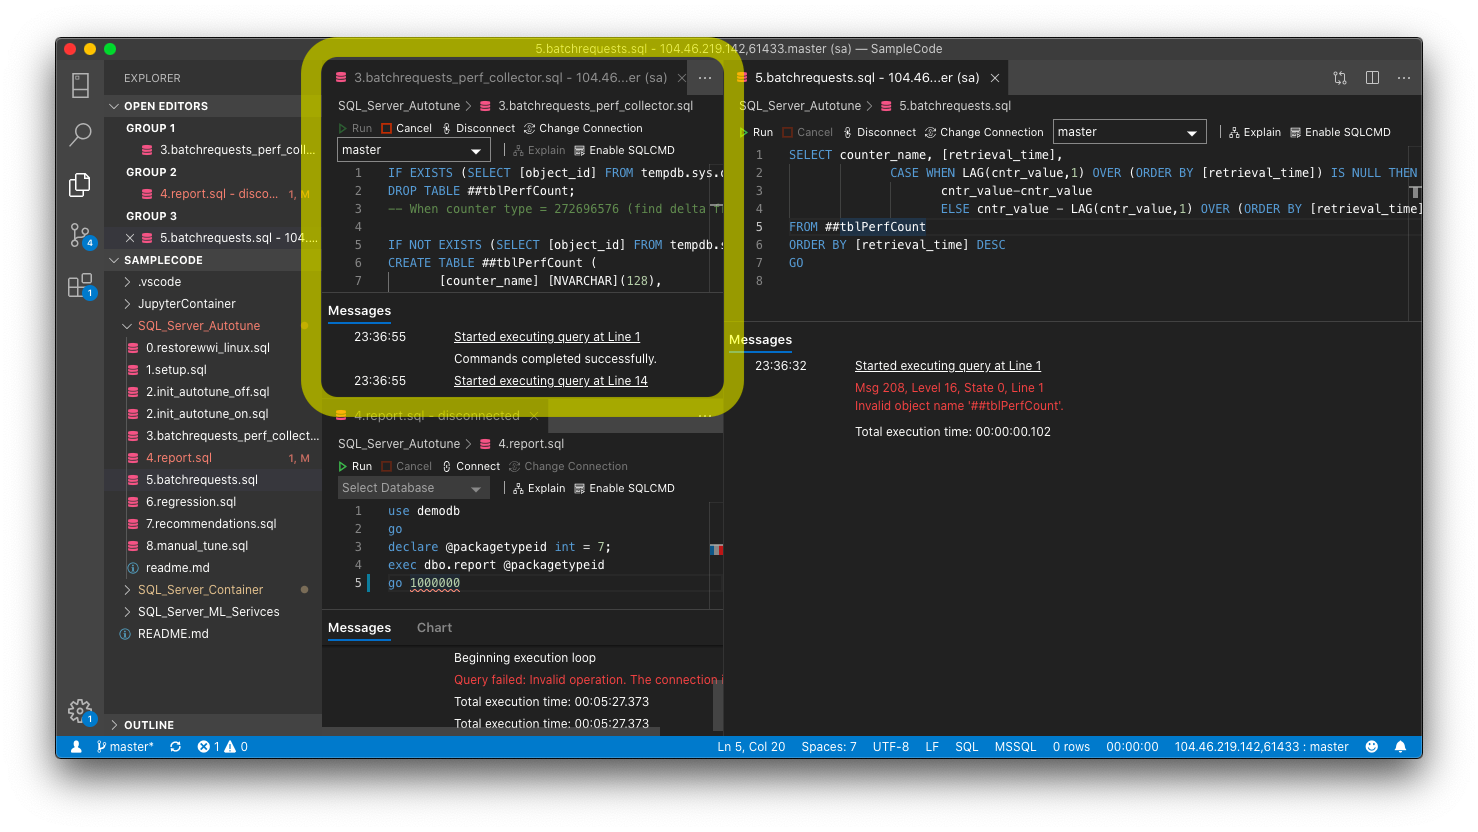 5.batchrequests.sql - 104.46.219.142,61433.master (sa) — SampleCode
EXPLORER
OPEN EDITORS
GROUP 1
3.batchrequests_perf_coll...
GROUP 2
4.report.sql - disco... 1, M
GROUP 3
5.batchrequests.sql - 104....
SAMPLECODE
.vscode
JupyterContainer
SQL_Server_Autotune
0.restorewwi_linux.sql
1.setup.sql
2.init_autotune_off.sql
2.init_autotune_on.sql
3.batchrequests_perf_collect...
4.report.sql 1, M
5.batchrequests.sql
6.regression.sql
7.recommendations.sql
8.manual_tune.sql
readme.md
SQL_Server_Container
SQL_Server_ML_Serivces
README.md
OUTLINE
4
1
1
3.batchrequests_perf_collector.sql - 104.46...er (sa)
SQL_Server_Autotune > 3.batchrequests_perf_collector.sql
Run Cancel Disconnect Change Connection
master Explain Enable SQLCMD
1 IF EXISTS (SELECT [object_id] FROM tempdb.sys.
2 DROP TABLE ##tblPerfCount;
3 -- When counter type = 272696576 (find delta
4
5 IF NOT EXISTS (SELECT [object_id] FROM tempdb.
6 CREATE TABLE ##tblPerfCount (
7 [counter_name] [NVARCHAR](128),
Messages
23:36:55 Started executing query at Line 1
Commands completed successfully.
23:36:55 Started executing query at Line 14
4.report.sql - disconnected
SQL_Server_Autotune > 4.report.sql
Run Cancel Connect Change Connection
Select Database Explain Enable SQLCMD
1 use demodb
2 go
3 declare @packagetypeid int = 7;
4 exec dbo.report @packagetypeid
5 go 1000000
Messages Chart
Beginning execution loop
Query failed: Invalid operation. The connection
Total execution time: 00:05:27.373
Total execution time: 00:05:27.373
5.batchrequests.sql - 104.46...er (sa)
SQL_Server_Autotune > 5.batchrequests.sql
Run Cancel Disconnect Change Connection master Explain Enable SQLCMD
1 SELECT counter_name, [retrieval_time],
2 CASE WHEN LAG(cntr_value,1) OVER (ORDER BY [retrieval_time]) IS NULL THEN
3 cntr_value-cntr_value
4 ELSE cntr_value - LAG(cntr_value,1) OVER (ORDER BY [retrieval_time]
5 FROM ##tblPerfCount
6 ORDER BY [retrieval_time] DESC
7 GO
8
Messages
23:36:32 Started executing query at Line 1
Msg 208, Level 16, State 0, Line 1
Invalid object name '##tblPerfCount'.
Total execution time: 00:00:00.102
master* 1 0 Ln 5, Col 20 Spaces: 7 UTF-8 LF SQL MSSQL 0 rows 00:00:00 104.46.219.142,61433 : master